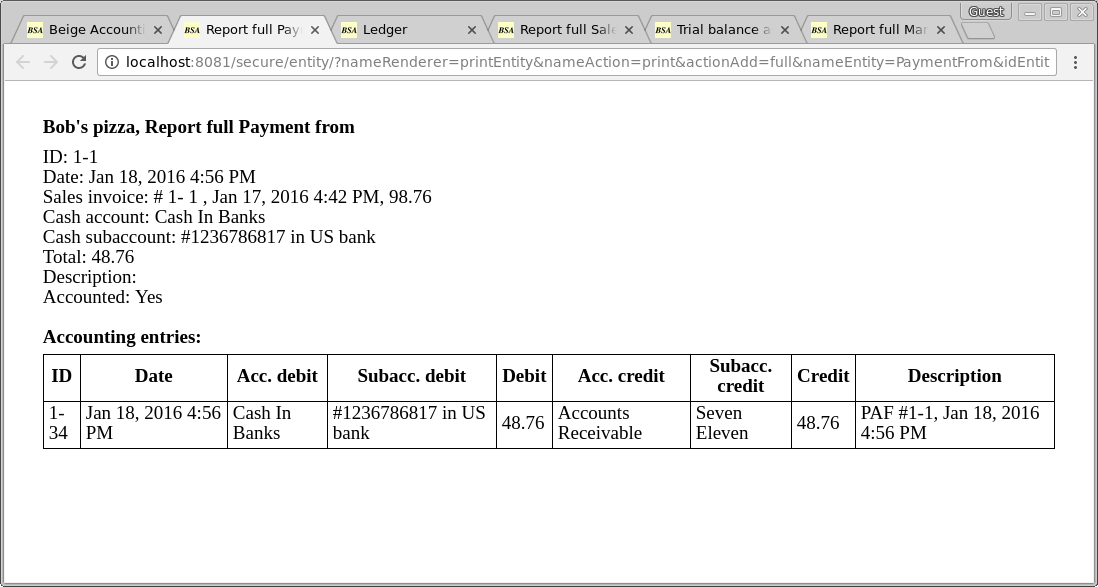 Guest
BSA Beige Accounti
BSA Report full Pay
BSA Ledger
BSA Report full Sale
BSA Trial balance a
BSA Report full Mar
localhost:8081/secure/entity/?nameRenderer=printEntity&nameAction=print&actionAdd=full&nameEntity=PaymentFrom&idEntit
Bob's pizza, Report full Payment from
ID: 1-1
Date: Jan 18, 2016 4:56 PM
Sales invoice: # 1- 1 , Jan 17, 2016 4:42 PM, 98.76
Cash account: Cash In Banks
Cash subaccount: #1236786817 in US bank
Total: 48.76
Description:
Accounted: Yes
Accounting entries:
ID Date Acc. debit Subacc. debit Debit Acc. credit Subacc. credit Credit Description
1-34 Jan 18, 2016 4:56 PM Cash In Banks #1236786817 in US bank 48.76 Accounts Receivable Seven Eleven 48.76 PAF #1-1, Jan 18, 2016 4:56 PM